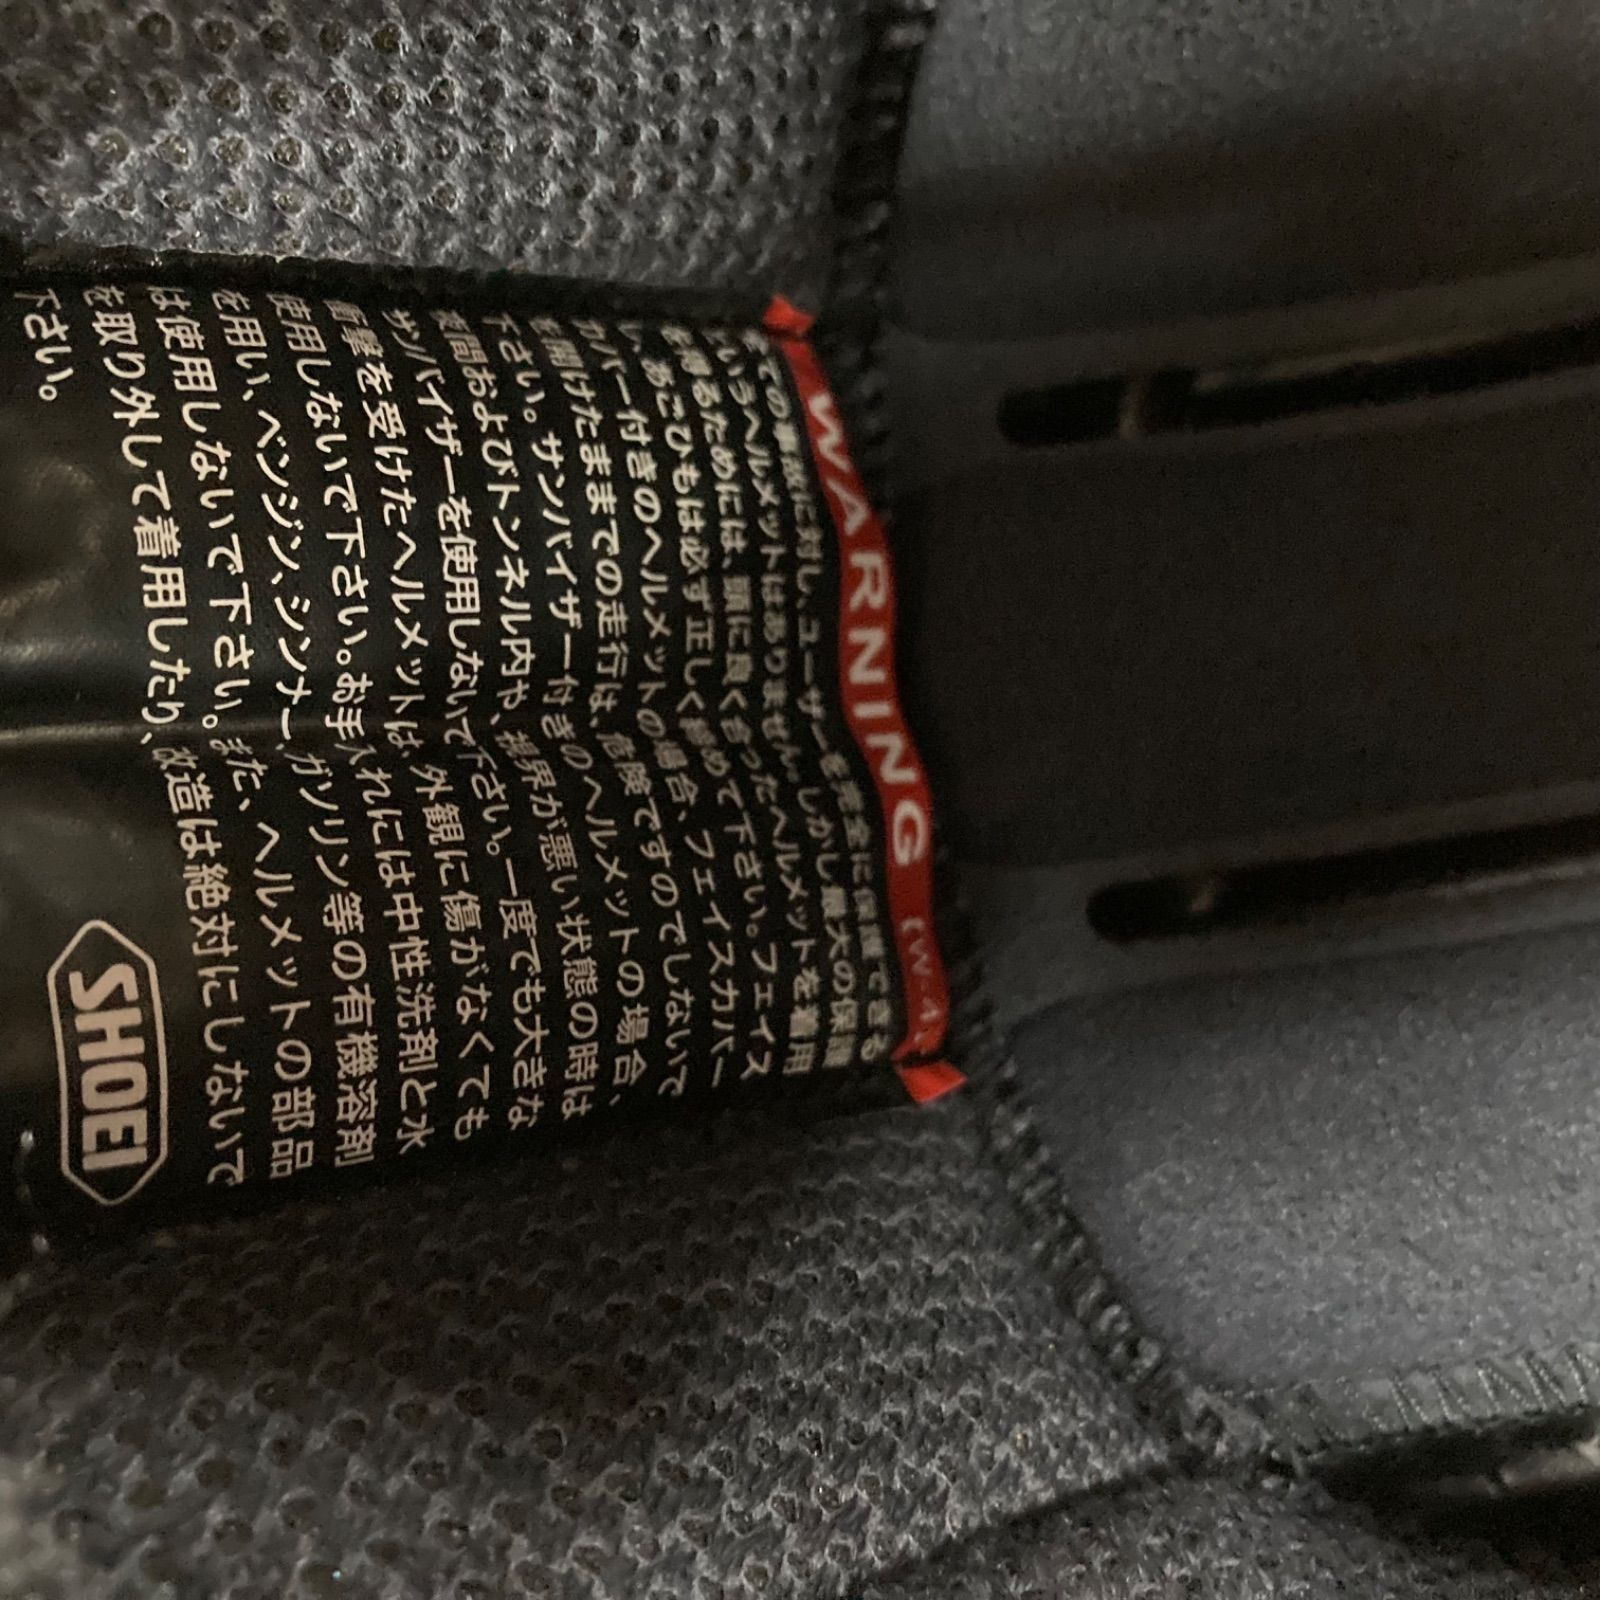 WARNING (W-4)
ての事故に対し、ユーザーを完全に保護できる
いうヘルメットはありません。しかし最大の保護
を得るためには、頭に良く合ったヘルメットを着用
し、あごひもは必ず正しく締めて下さい。フェイス
カバー付きのヘルメットの場合、フェイスカバー
を開けたままでの走行は、危険ですのでしないで
下さい。サンバイザー付きのヘルメットの場合、
夜間およびトンネル内や、視界が悪い状態の時は
サンバイザーを使用しないで下さい。一度でも大きな
衝撃を受けたヘルメットは、外観に傷がなくても
使用しないで下さい。お手入れには中性洗剤と水
を用い、ベンジン、シンナー、ガソリン等の有機溶剤
は使用しないで下さい。また、ヘルメットの部品
を取り外して着用したり、改造は絶対にしないで
下さい。
SHOEI